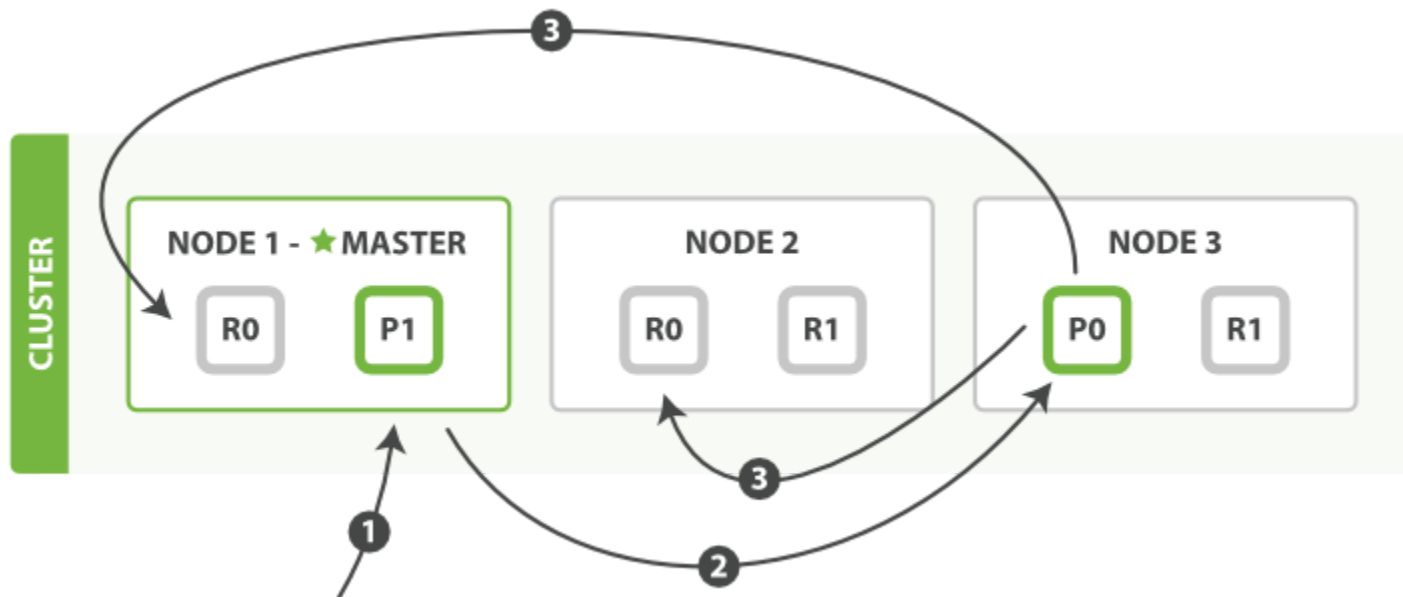 3
CLUSTER
NODE 1 - ★ MASTER
R0
P1
NODE 2
R0
R1
NODE 3
P0
R1
3
1
2